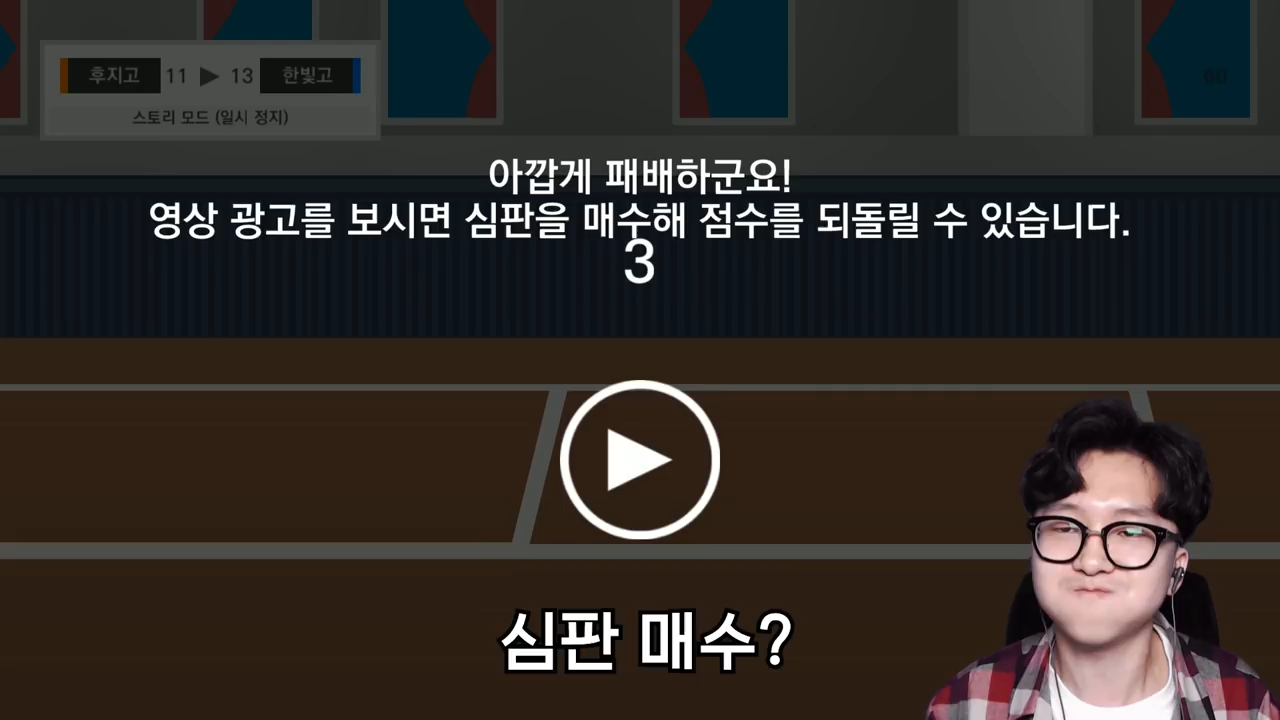 후지고 11 ▶ 13 한빛고
스토리 모드 (일시 정지)
60
아깝게 패배하군요!
영상 광고를 보시면 심판을 매수해 점수를 되돌릴 수 있습니다.
3
심판 매수?